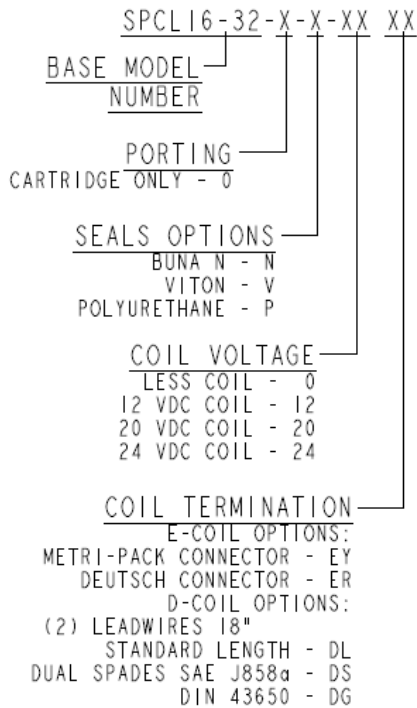 SPCL16-32-X-X-XX XX
BASE MODEL
NUMBER
PORTING
CARTRIDGE ONLY - 0
SEALS OPTIONS
BUNA N - N
VITON - V
POLYURETHANE - P
COIL VOLTAGE
LESS COIL - 0
12 VDC COIL - 12
20 VDC COIL - 20
24 VDC COIL - 24
COIL TERMINATION
E-COIL OPTIONS:
METRI-PACK CONNECTOR - EY
DEUTSCH CONNECTOR - ER
D-COIL OPTIONS:
(2) LEADWIRES 18"
STANDARD LENGTH - DL
DUAL SPADES SAE J858a - DS
DIN 43650 - DG